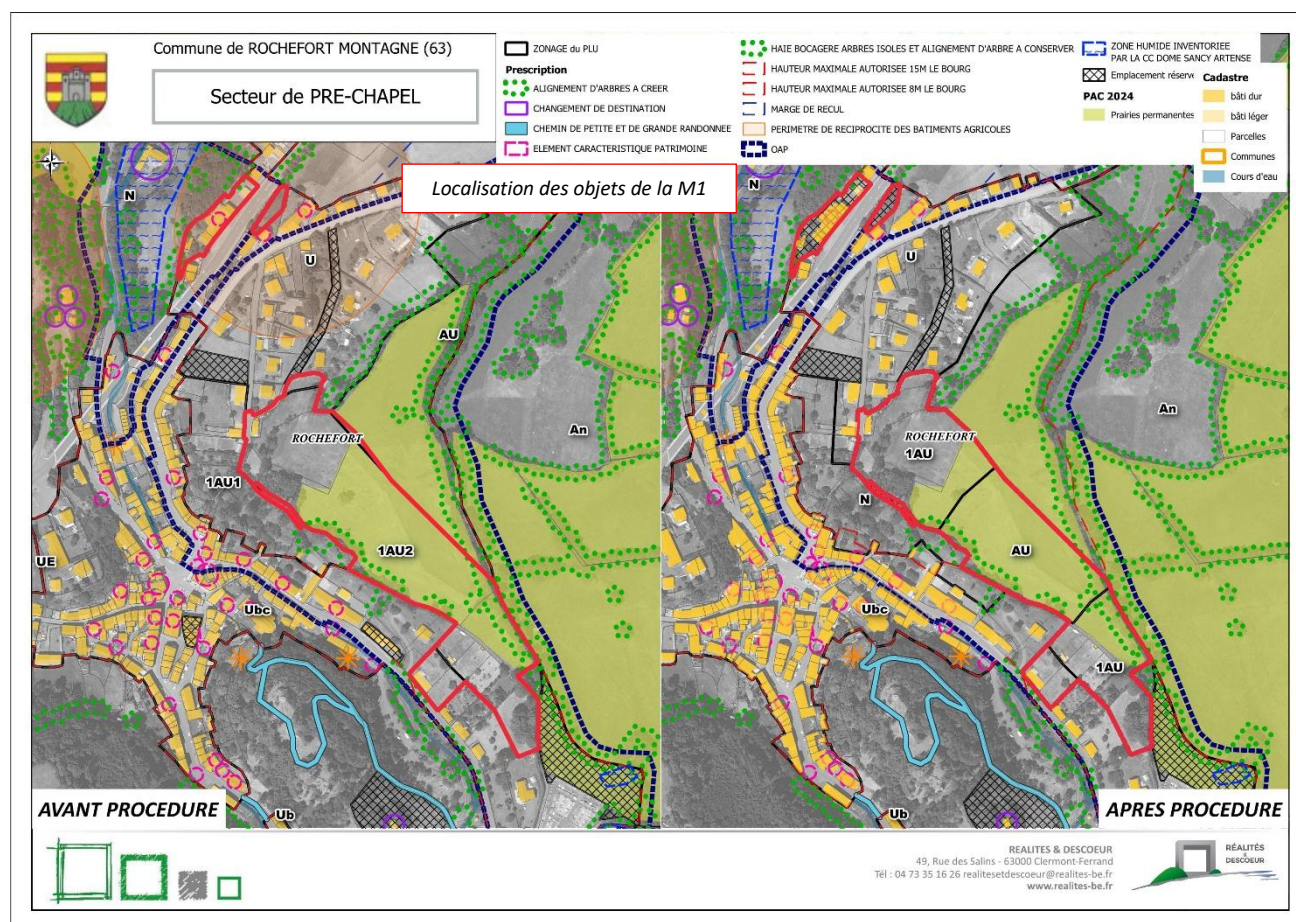 Commune de ROCHEFORT MONTAGNE (63)
Secteur de PRE-CHAPEL
ZONAGE du PLU
Prescription
ALIGNEMENT D'ARBRES A CREER
CHANGEMENT DE DESTINATION
CHEMIN DE PETITE ET DE GRANDE RANDONNEE
ELEMENT CARACTERISTIQUE PATRIMOINE
HAIE BOCAGERE ARBRES ISOLES ET ALIGNEMENT D'ARBRE A CONSERVER
HAUTEUR MAXIMALE AUTORISEE 15M LE BOURG
HAUTEUR MAXIMALE AUTORISEE 8M LE BOURG
MARGE DE RECUL
PERIMETRE DE RECIPROCITE DES BATIMENTS AGRICOLES
OAP
ZONE HUMIDE INVENTORIEE
PAR LA CC DOME SANCY ARTENSE
Emplacement réservé
PAC 2024
Prairies permanentes
Cadastre
bâti dur
bâti léger
Parcelles
Communes
Cours d'eau
Localisation des objets de la M1
N
U
AU
An
ROCHEFORT
1AU1
1AU2
UE
Ubc
Ub
AVANT PROCEDURE
N
U
An
ROCHEFORT
1AU
N
AU
Ubc
1AU
Ub
APRES PROCEDURE
REALITES & DESCOEUR
49, Rue des Salins - 63000 Clermont-Ferrand
Tél : 04 73 35 16 26 realitesetdescoeur@realites-be.fr
www.realites-be.fr
RÉALITÉS
&
DESCOEUR